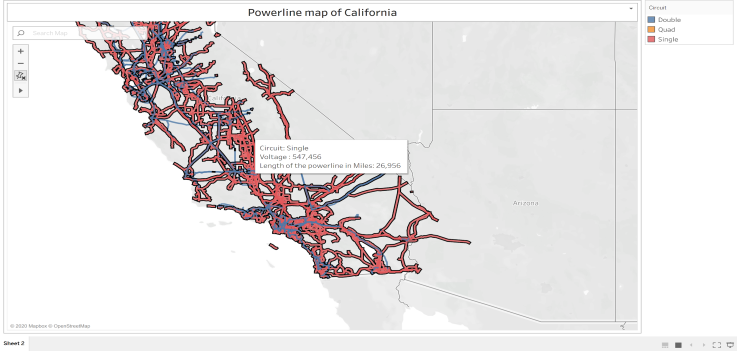 Powerline map of California
Circuit
Double
Quad
Single
Search Map
Circuit: Single
Voltage : 547,456
Length of the powerline in Miles: 26,956
Arizona
© 2020 Mapbox © OpenStreetMap
Sheet 2